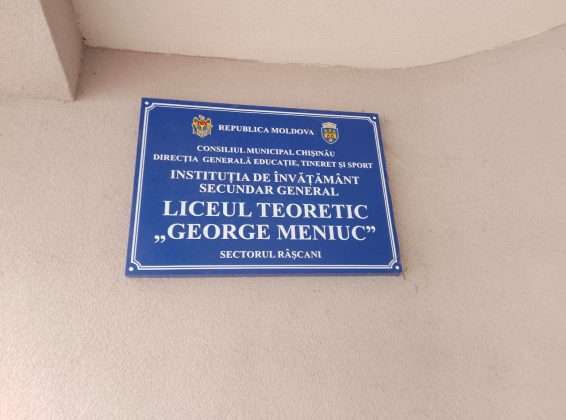 REPUBLICA MOLDOVA
CONSILIUL MUNICIPAL CHIȘINĂU
DIRECȚIA GENERALĂ EDUCAȚIE, TINERET ȘI SPORT
INSTITUȚIA DE ÎNVĂȚĂMÂNT
SECUNDAR GENERAL
LICEUL TEORETIC
„GEORGE MENIUC”
SECTORUL RÂȘCANI